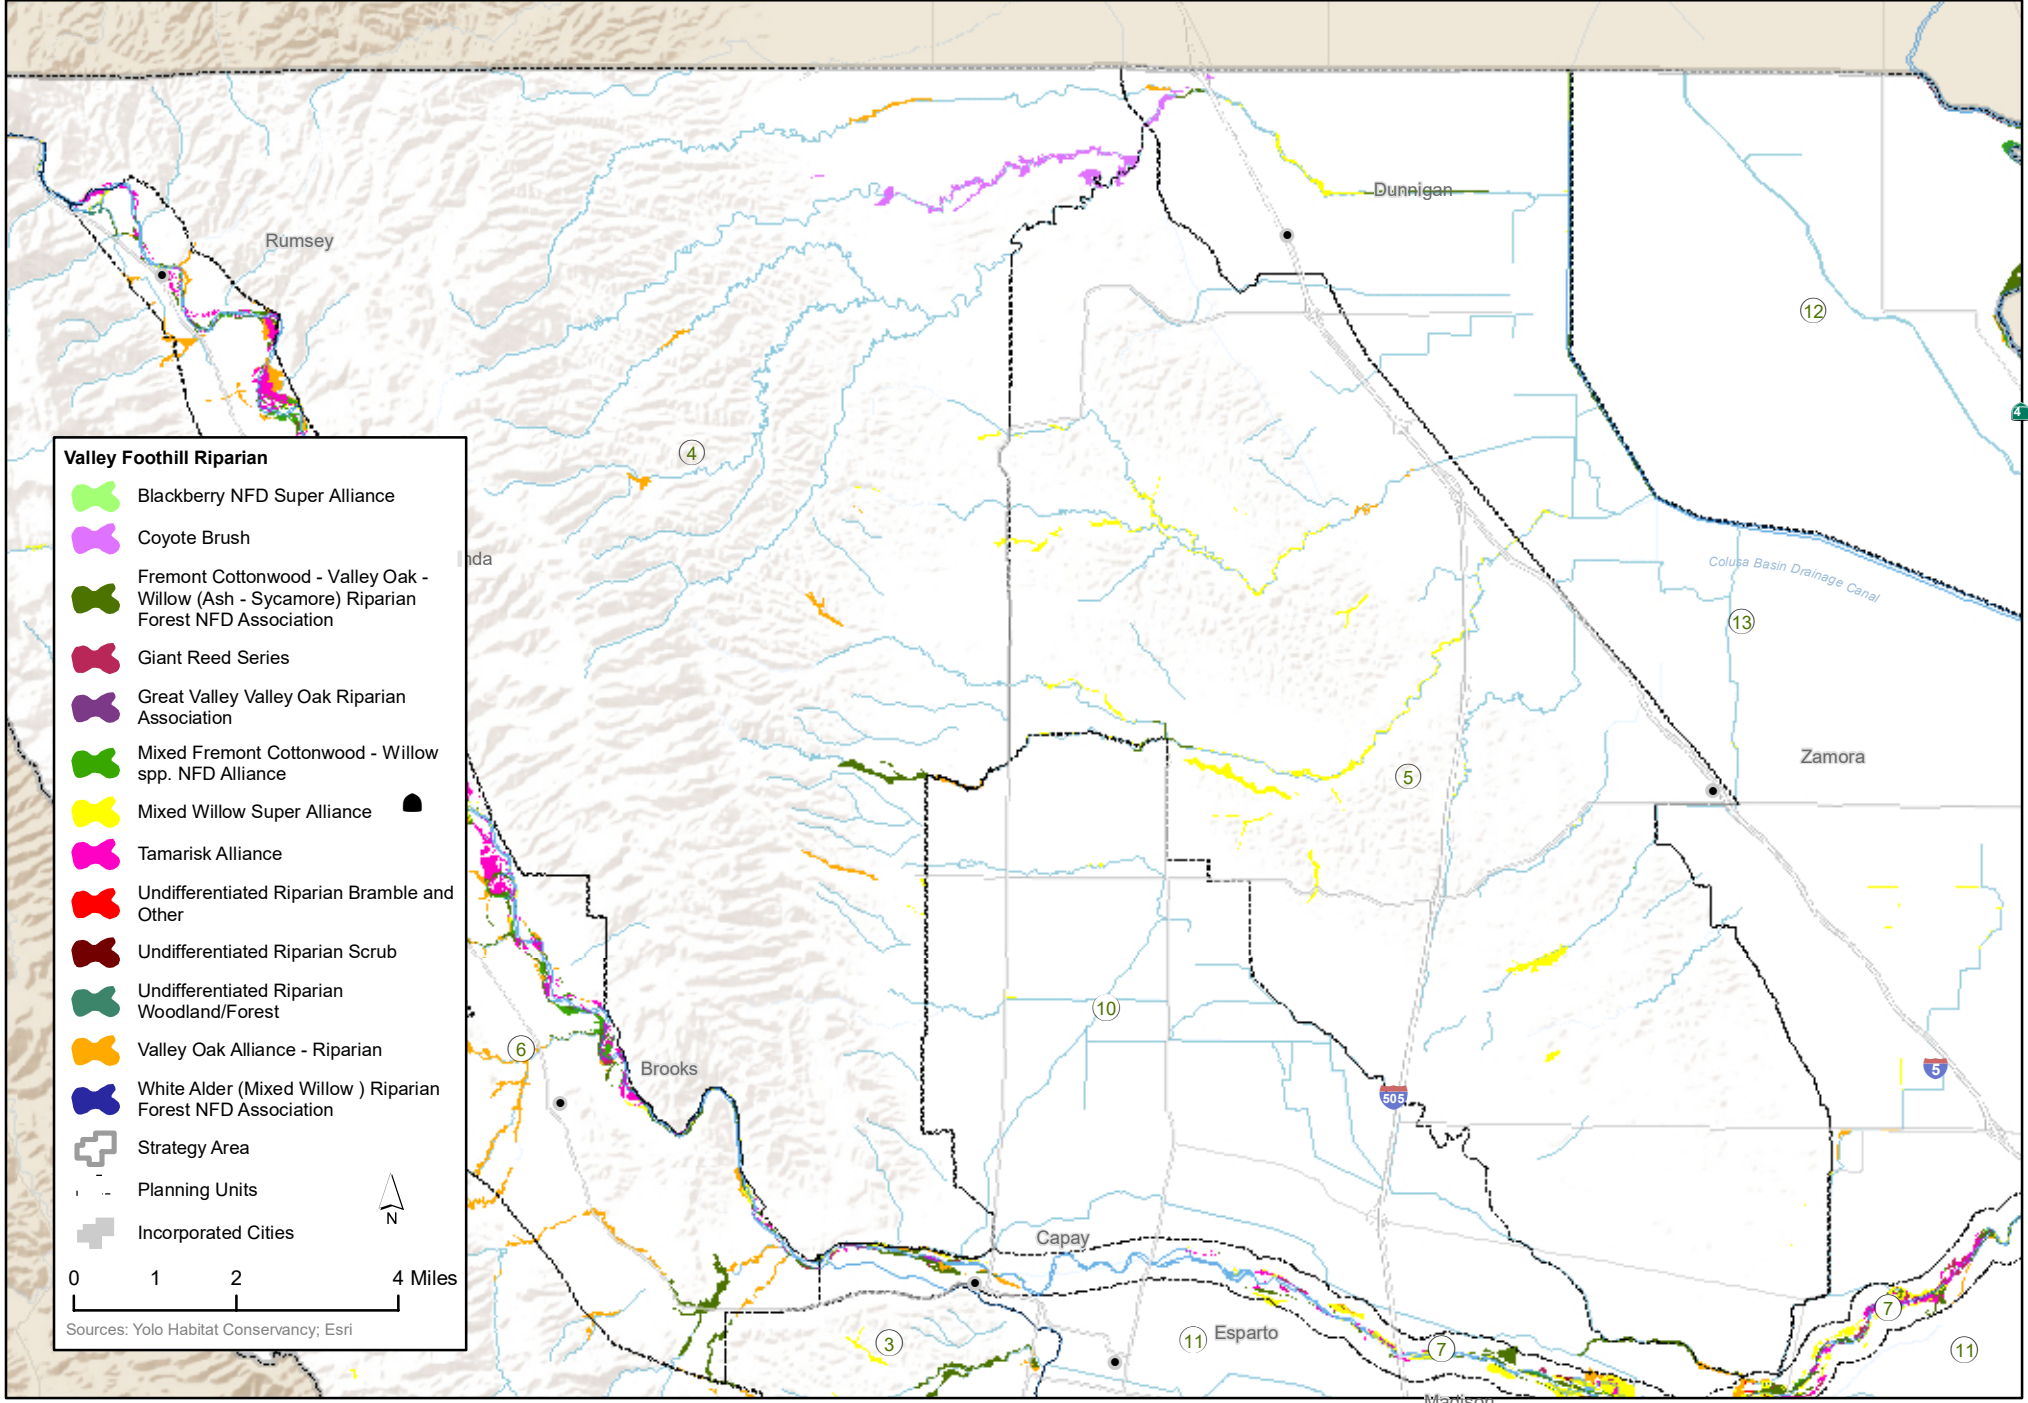 Dunnigan
Rumsey
12
4
4
nda
Colusa Basin Drainage Canal
13
Zamora
5
10
6
Brooks
5
505
Capay
Esparto
3
11
7
7
11
Madison
Valley Foothill Riparian
Blackberry NFD Super Alliance
Coyote Brush
Fremont Cottonwood - Valley Oak -
Willow (Ash - Sycamore) Riparian
Forest NFD Association
Giant Reed Series
Great Valley Valley Oak Riparian
Association
Mixed Fremont Cottonwood - Willow
spp. NFD Alliance
Mixed Willow Super Alliance
Tamarisk Alliance
Undifferentiated Riparian Bramble and
Other
Undifferentiated Riparian Scrub
Undifferentiated Riparian
Woodland/Forest
Valley Oak Alliance - Riparian
White Alder (Mixed Willow ) Riparian
Forest NFD Association
Strategy Area
Planning Units
Incorporated Cities
N
0 1 2 4 Miles
Sources: Yolo Habitat Conservancy; Esri